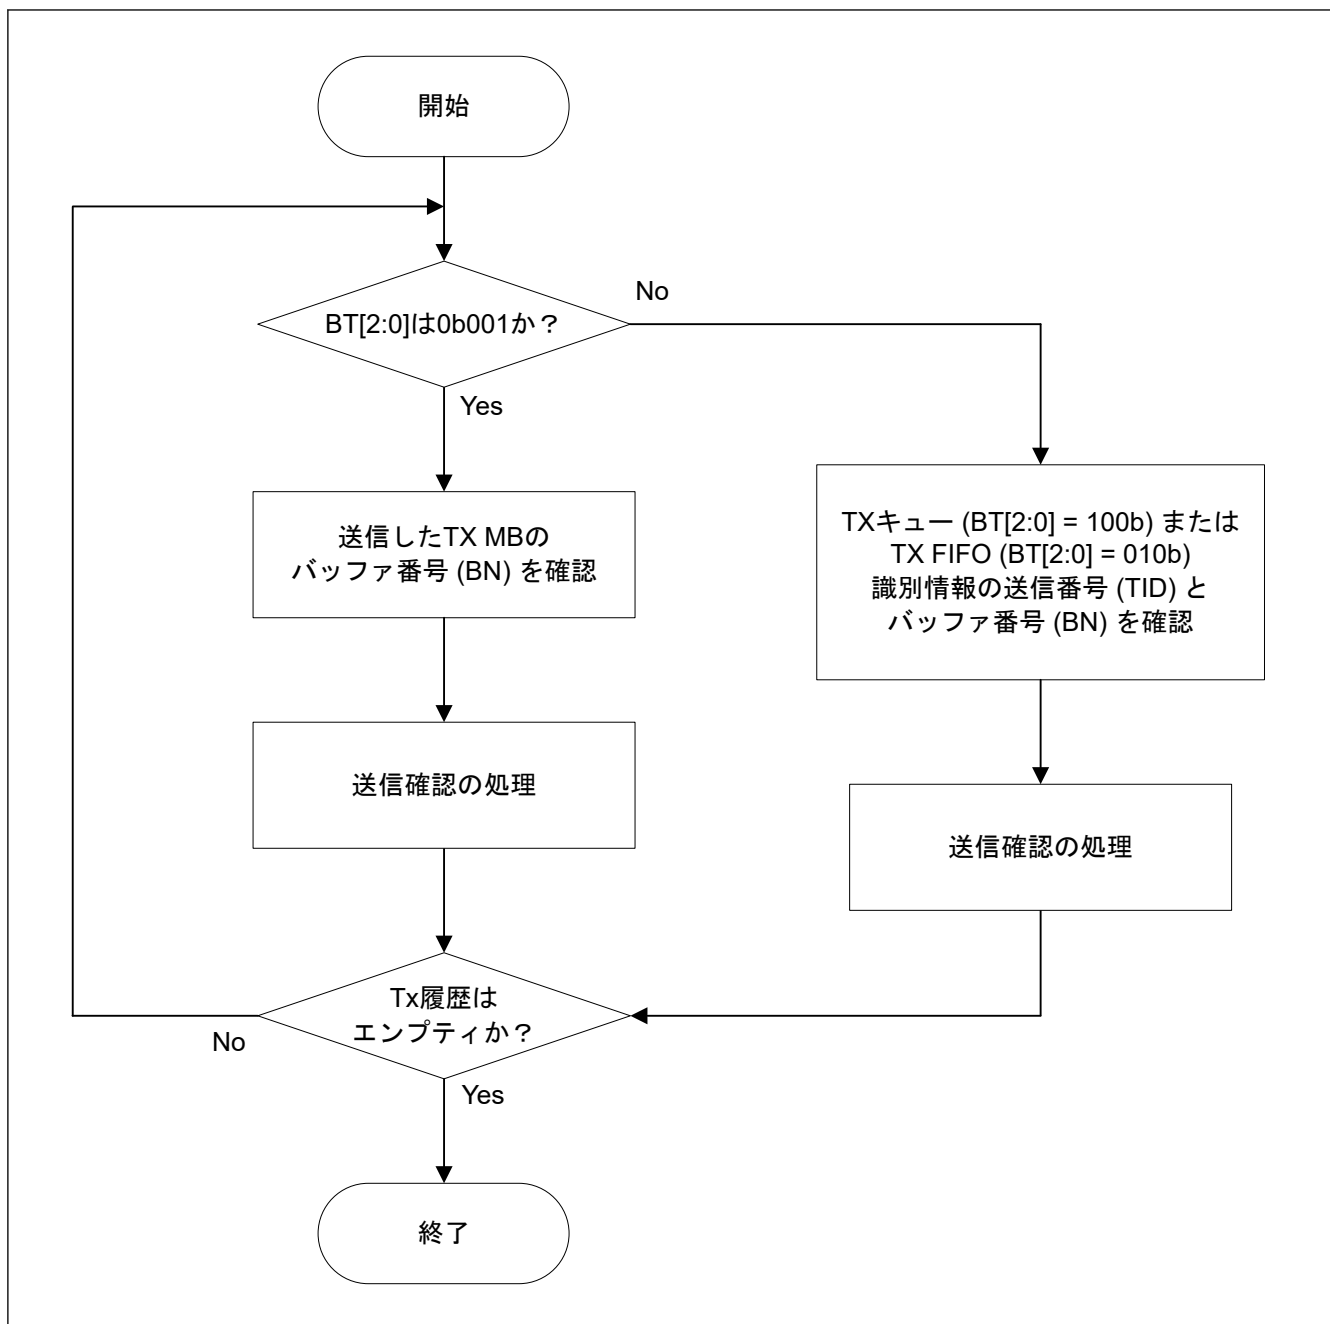 開始
BT[2:0]は0b001か？
No
Yes
送信したTX MBの
バッファ番号 (BN) を確認
TXキュー (BT[2:0] = 100b) または
TX FIFO (BT[2:0] = 010b)
識別情報の送信番号 (TID) と
バッファ番号 (BN) を確認
送信確認の処理
送信確認の処理
Tx履歴は
エンプティか？
No
Yes
終了